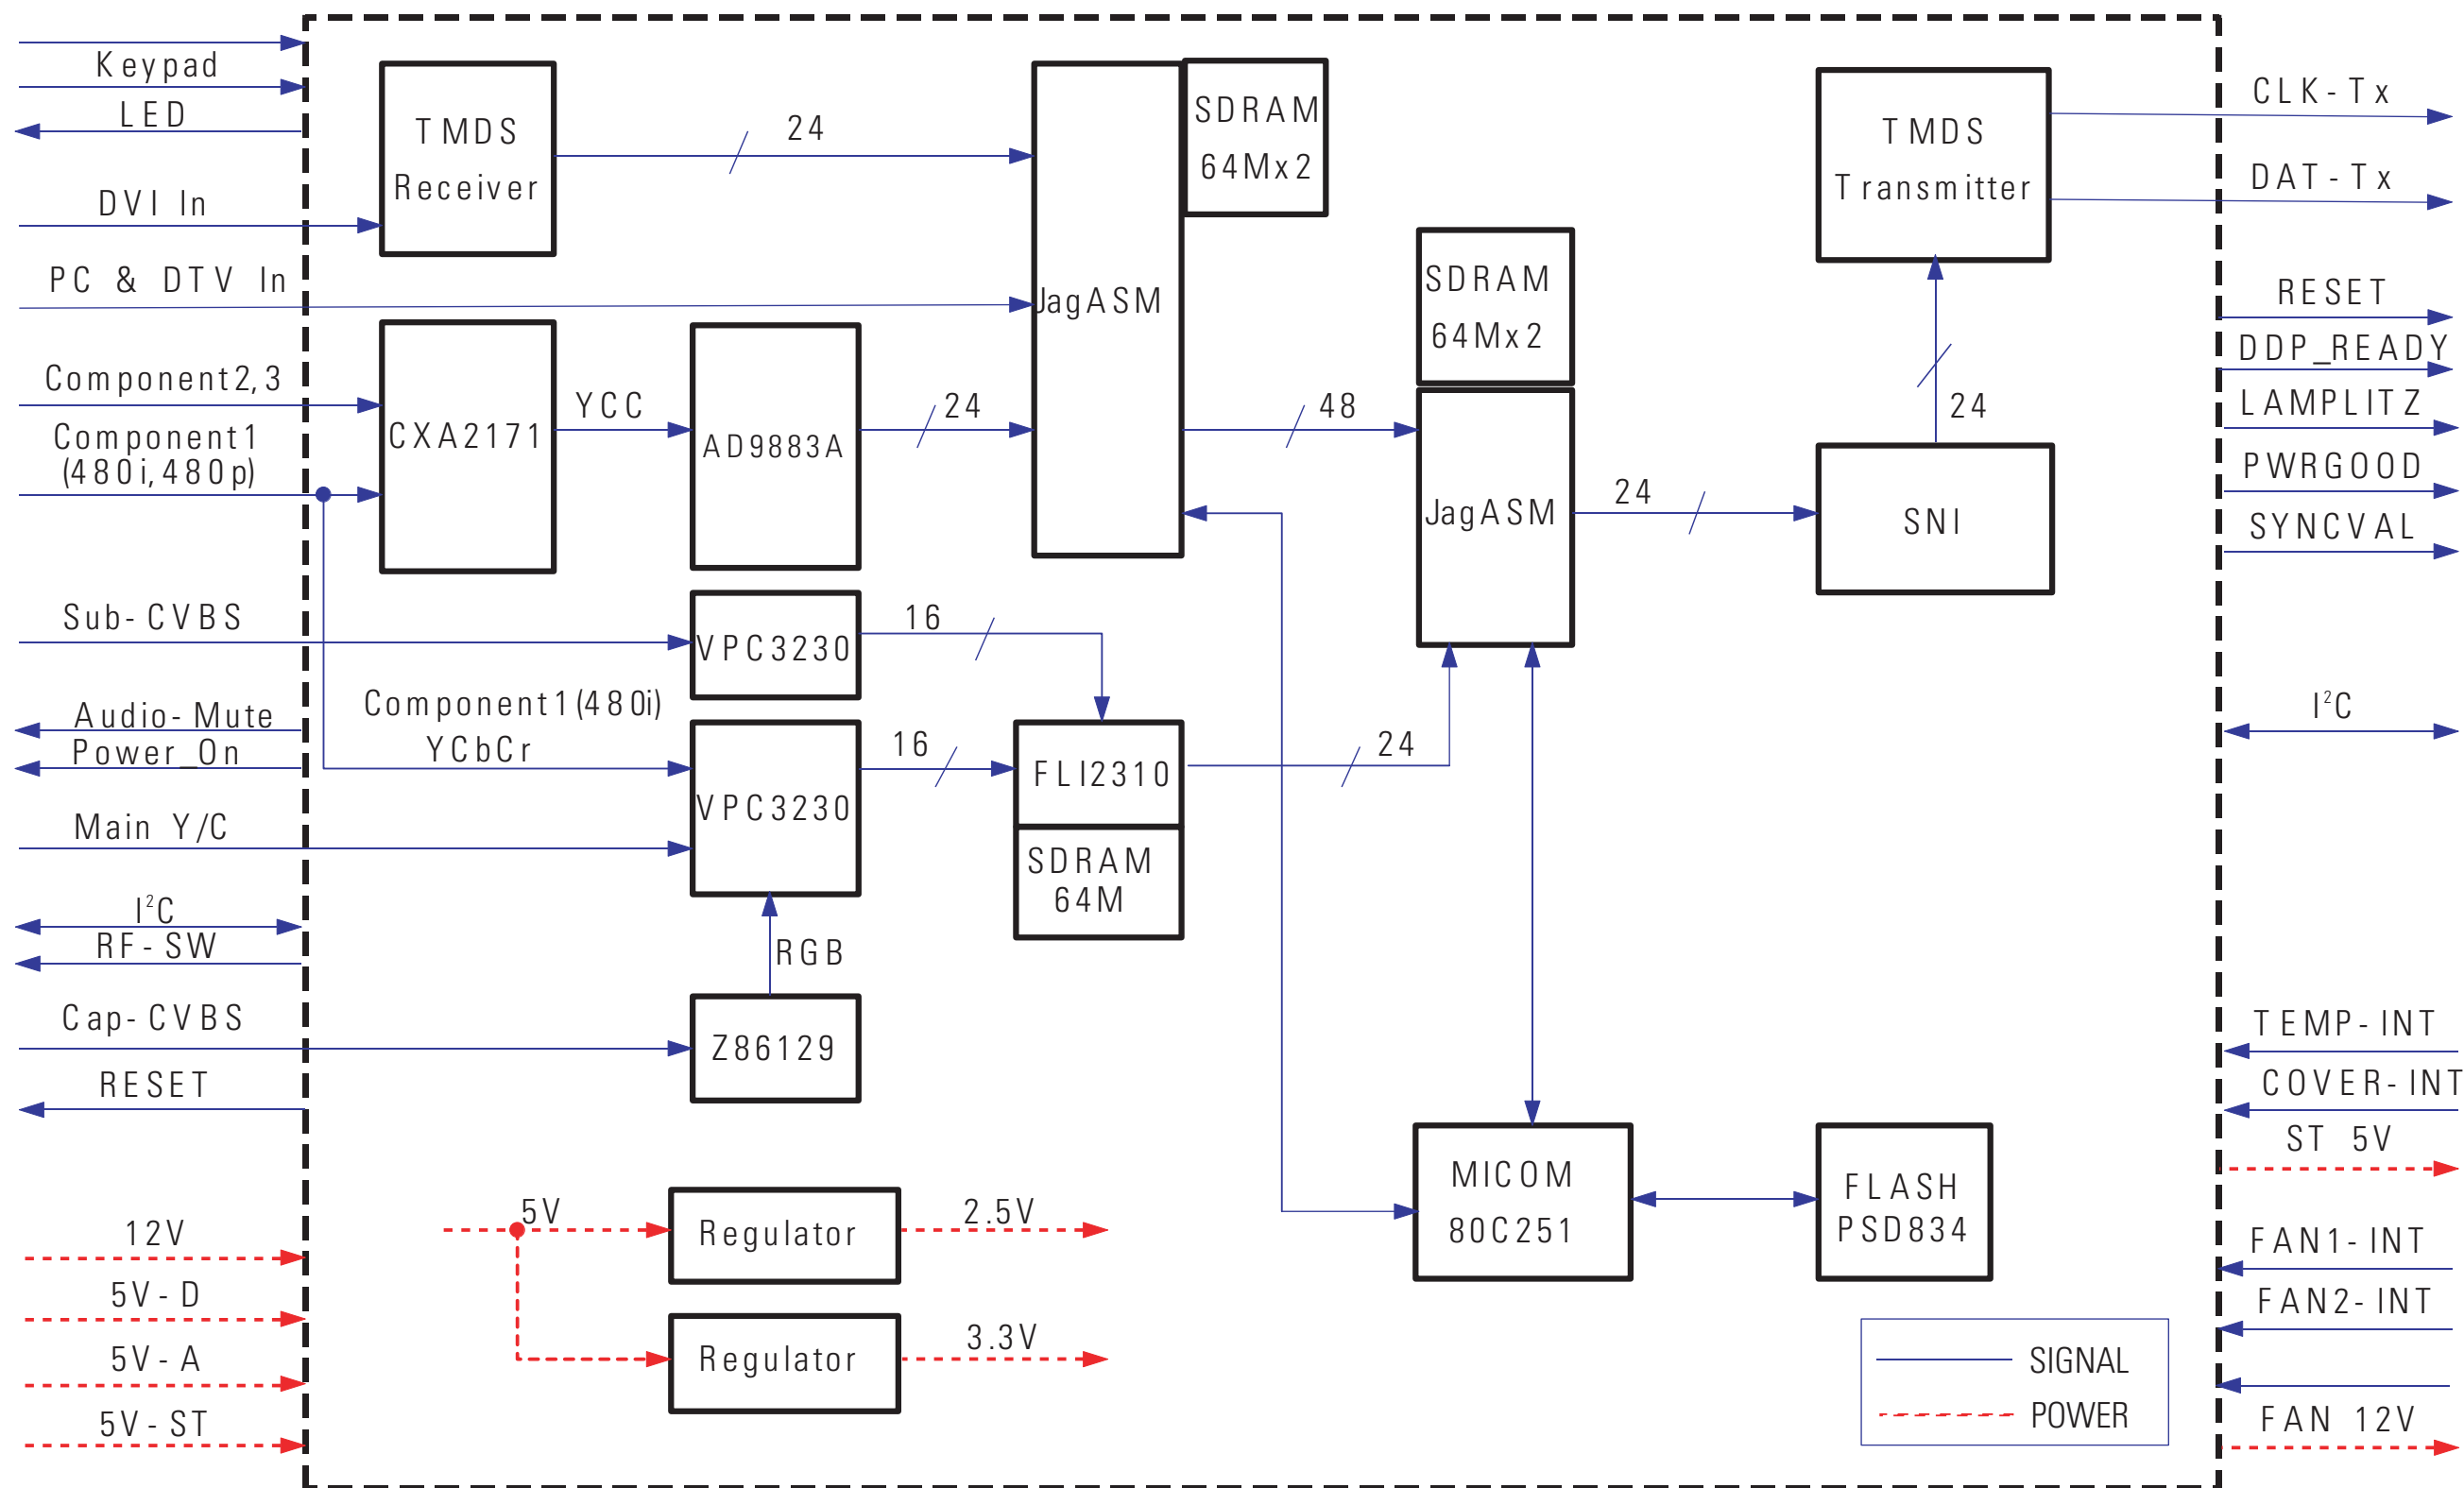 Keypad
LED
DVI In
PC & DTV In
Component2,3
Component1
(480i,480p)
Sub-CVBS
Audio-Mute
Power_On
Main Y/C
I²C
RF-SW
Cap-CVBS
RESET
12V
5V-D
5V-A
5V-ST
TMDS
Receiver
24
JagASM
SDRAM
64Mx2
CXA2171
YCC
AD9883A
24
48
SDRAM
64Mx2
JagASM
24
SNI
24
TMDS
Transmitter
VPC3230
16
Component1(480i)
YCbCr
VPC3230
16
FLI2310
SDRAM
64M
24
RGB
Z86129
MICOM
80C251
FLASH
PSD834
5V
Regulator
2.5V
Regulator
3.3V
SIGNAL
POWER
CLK-Tx
DAT-Tx
RESET
DDP_READY
LAMPLITZ
PWRGOOD
SYNCVAL
I²C
TEMP-INT
COVER-INT
ST 5V
FAN1-INT
FAN2-INT
FAN 12V